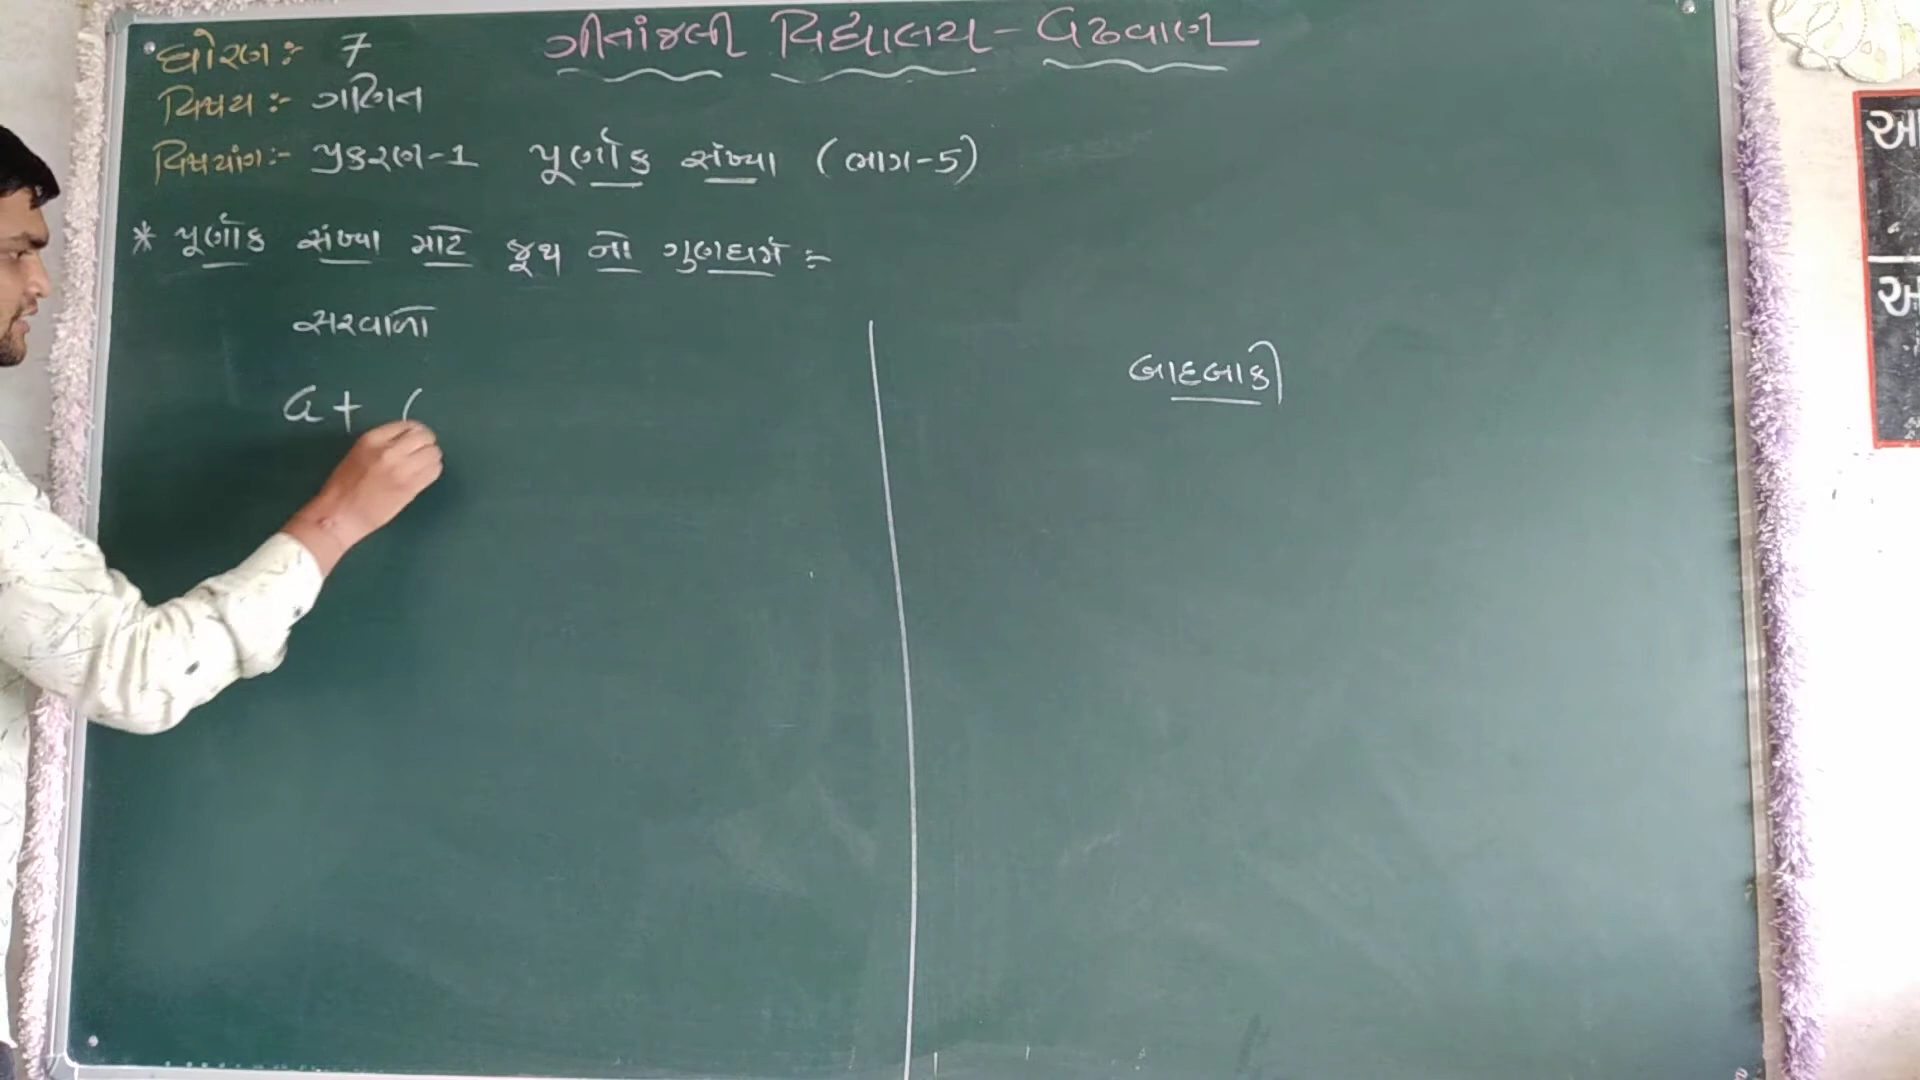 ગીતાંજલી વિદ્યાલય - વઢવાણ
ધોરણ :- 7
વિષય :- ગણિત
વિષયાંગ :- પ્રકરણ-1 પૂર્ણાંક સંખ્યા (ભાગ-5)
* પૂર્ણાંક સંખ્યા માટે જૂથ નો ગુણધર્મ :-
સરવાળા
બાદબાકી
a + (